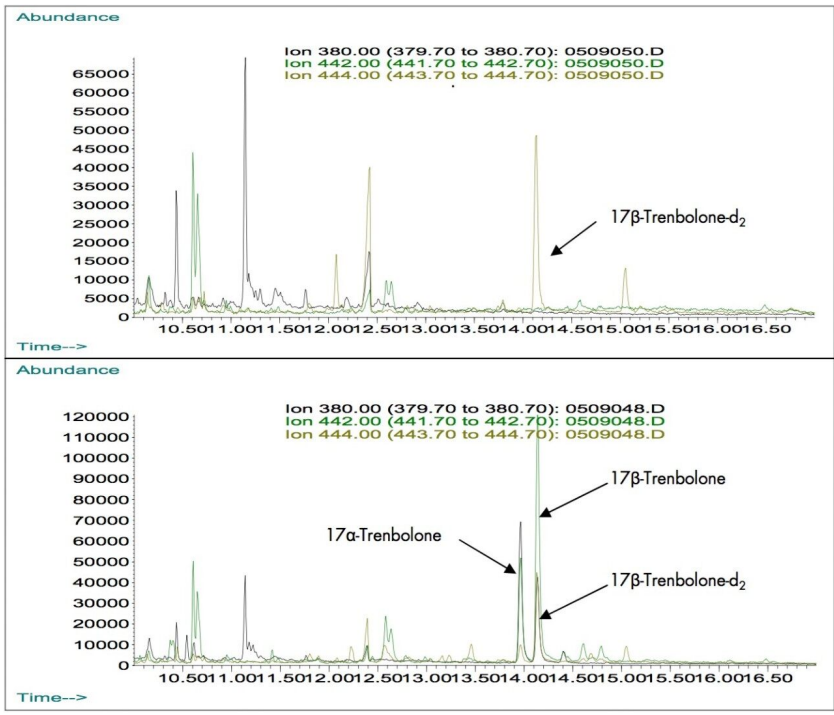 Abundance
Ion 380.00 (379.70 to 380.70): 0509050.D
Ion 442.00 (441.70 to 442.70): 0509050.D
Ion 444.00 (443.70 to 444.70): 0509050.D
65000
60000
55000
50000
45000
40000
35000
30000
25000
20000
15000
10000
5000
0
17β-Trenbolone-d2
10.5011.0011.5012.0012.5013.0013.5014.0014.5015.0015.5016.0016.50
Time-->
Abundance
Ion 380.00 (379.70 to 380.70): 0509048.D
Ion 442.00 (441.70 to 442.70): 0509048.D
Ion 444.00 (443.70 to 444.70): 0509048.D
120000
110000
100000
90000
80000
70000
60000
50000
40000
30000
20000
10000
0
17β-Trenbolone
17α-Trenbolone
17β-Trenbolone-d2
10.5011.0011.5012.0012.5013.0013.5014.0014.5015.0015.5016.0016.50
Time-->